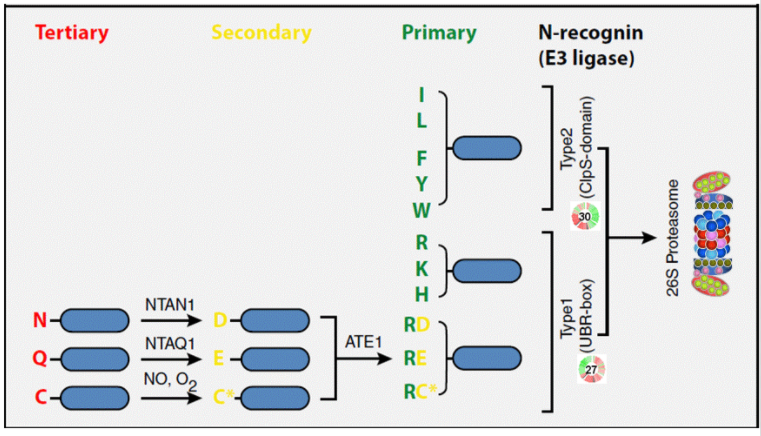 Tertiary
Secondary
Primary
N-recognin
(E3 ligase)
I
L
F
Y
W
Type2
(ClpS-domain)
30
R
K
H
26S Proteasome
N
NTAN1
D
RD
Q
NTAQ1
E
ATE1
RE
C
NO, O2
C*
RC*
Type1
(UBR-box)
27